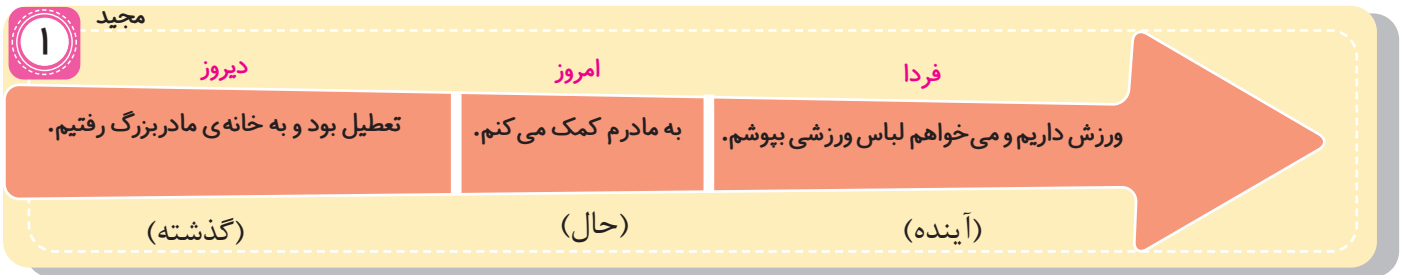 مجید
۱
دیروز
امروز
فردا
تعطیل بود و به خانه‌ی مادربزرگ رفتیم.
به مادرم کمک می‌کنم.
ورزش داریم و می‌خواهم لباس ورزشی بپوشم.
(گذشته)
(حال)
(آینده)